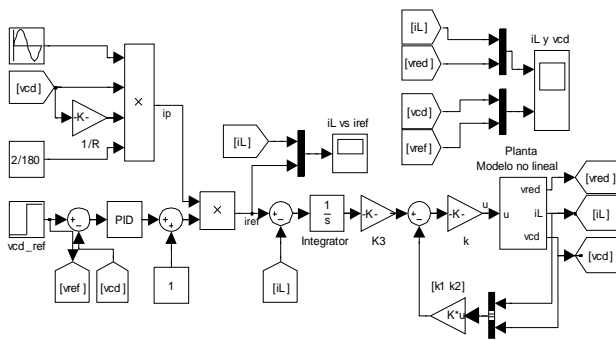 [iL]
iL y vcd
[vred]
[vcd]
[vcd]
-K-
×
ip
[vref]
1/R
iL vs iref
Planta
Modelo no lineal
[iL]
2/180
[vred]
vred
1
s
u
iL
[iL]
PID
×
-K-
-K-
u
vcd
iref
vcd_ref
Integrator
K3
k
[vcd]
[vref]
[vcd]
1
[iL]
[k1 k2]
K*u